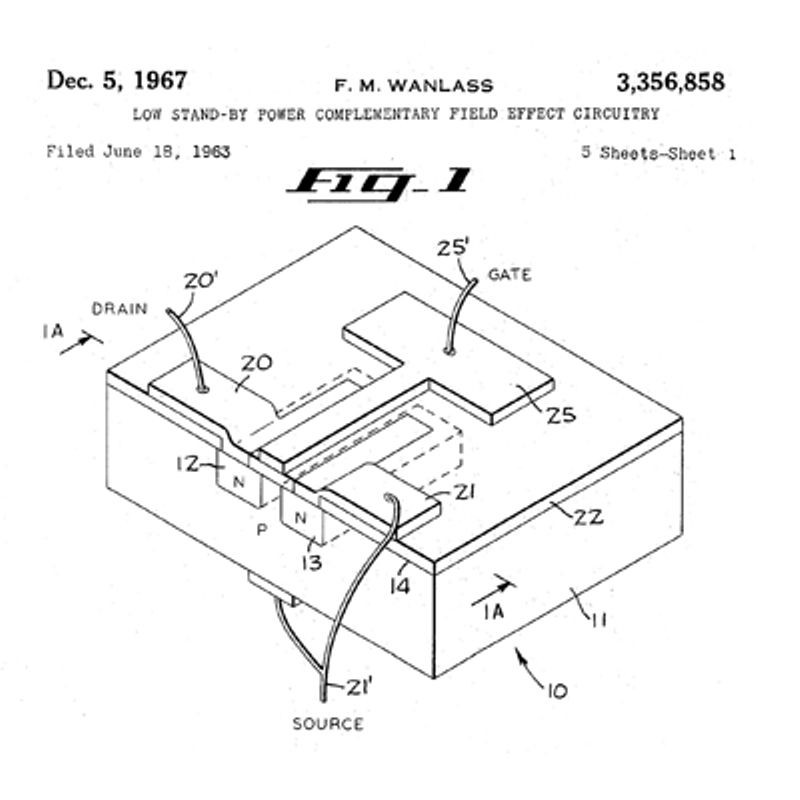 Dec. 5, 1967 F. M. WANLASS 3,356,858
LOW STAND-BY POWER COMPLEMENTARY FIELD EFFECT CIRCUITRY
Filed June 18, 1963 5 Sheets-Sheet 1
Fig_1
25' GATE
20'
DRAIN
1A
20
25
12 N
21
N
P
22
13
14
1A
11
21'
10
SOURCE